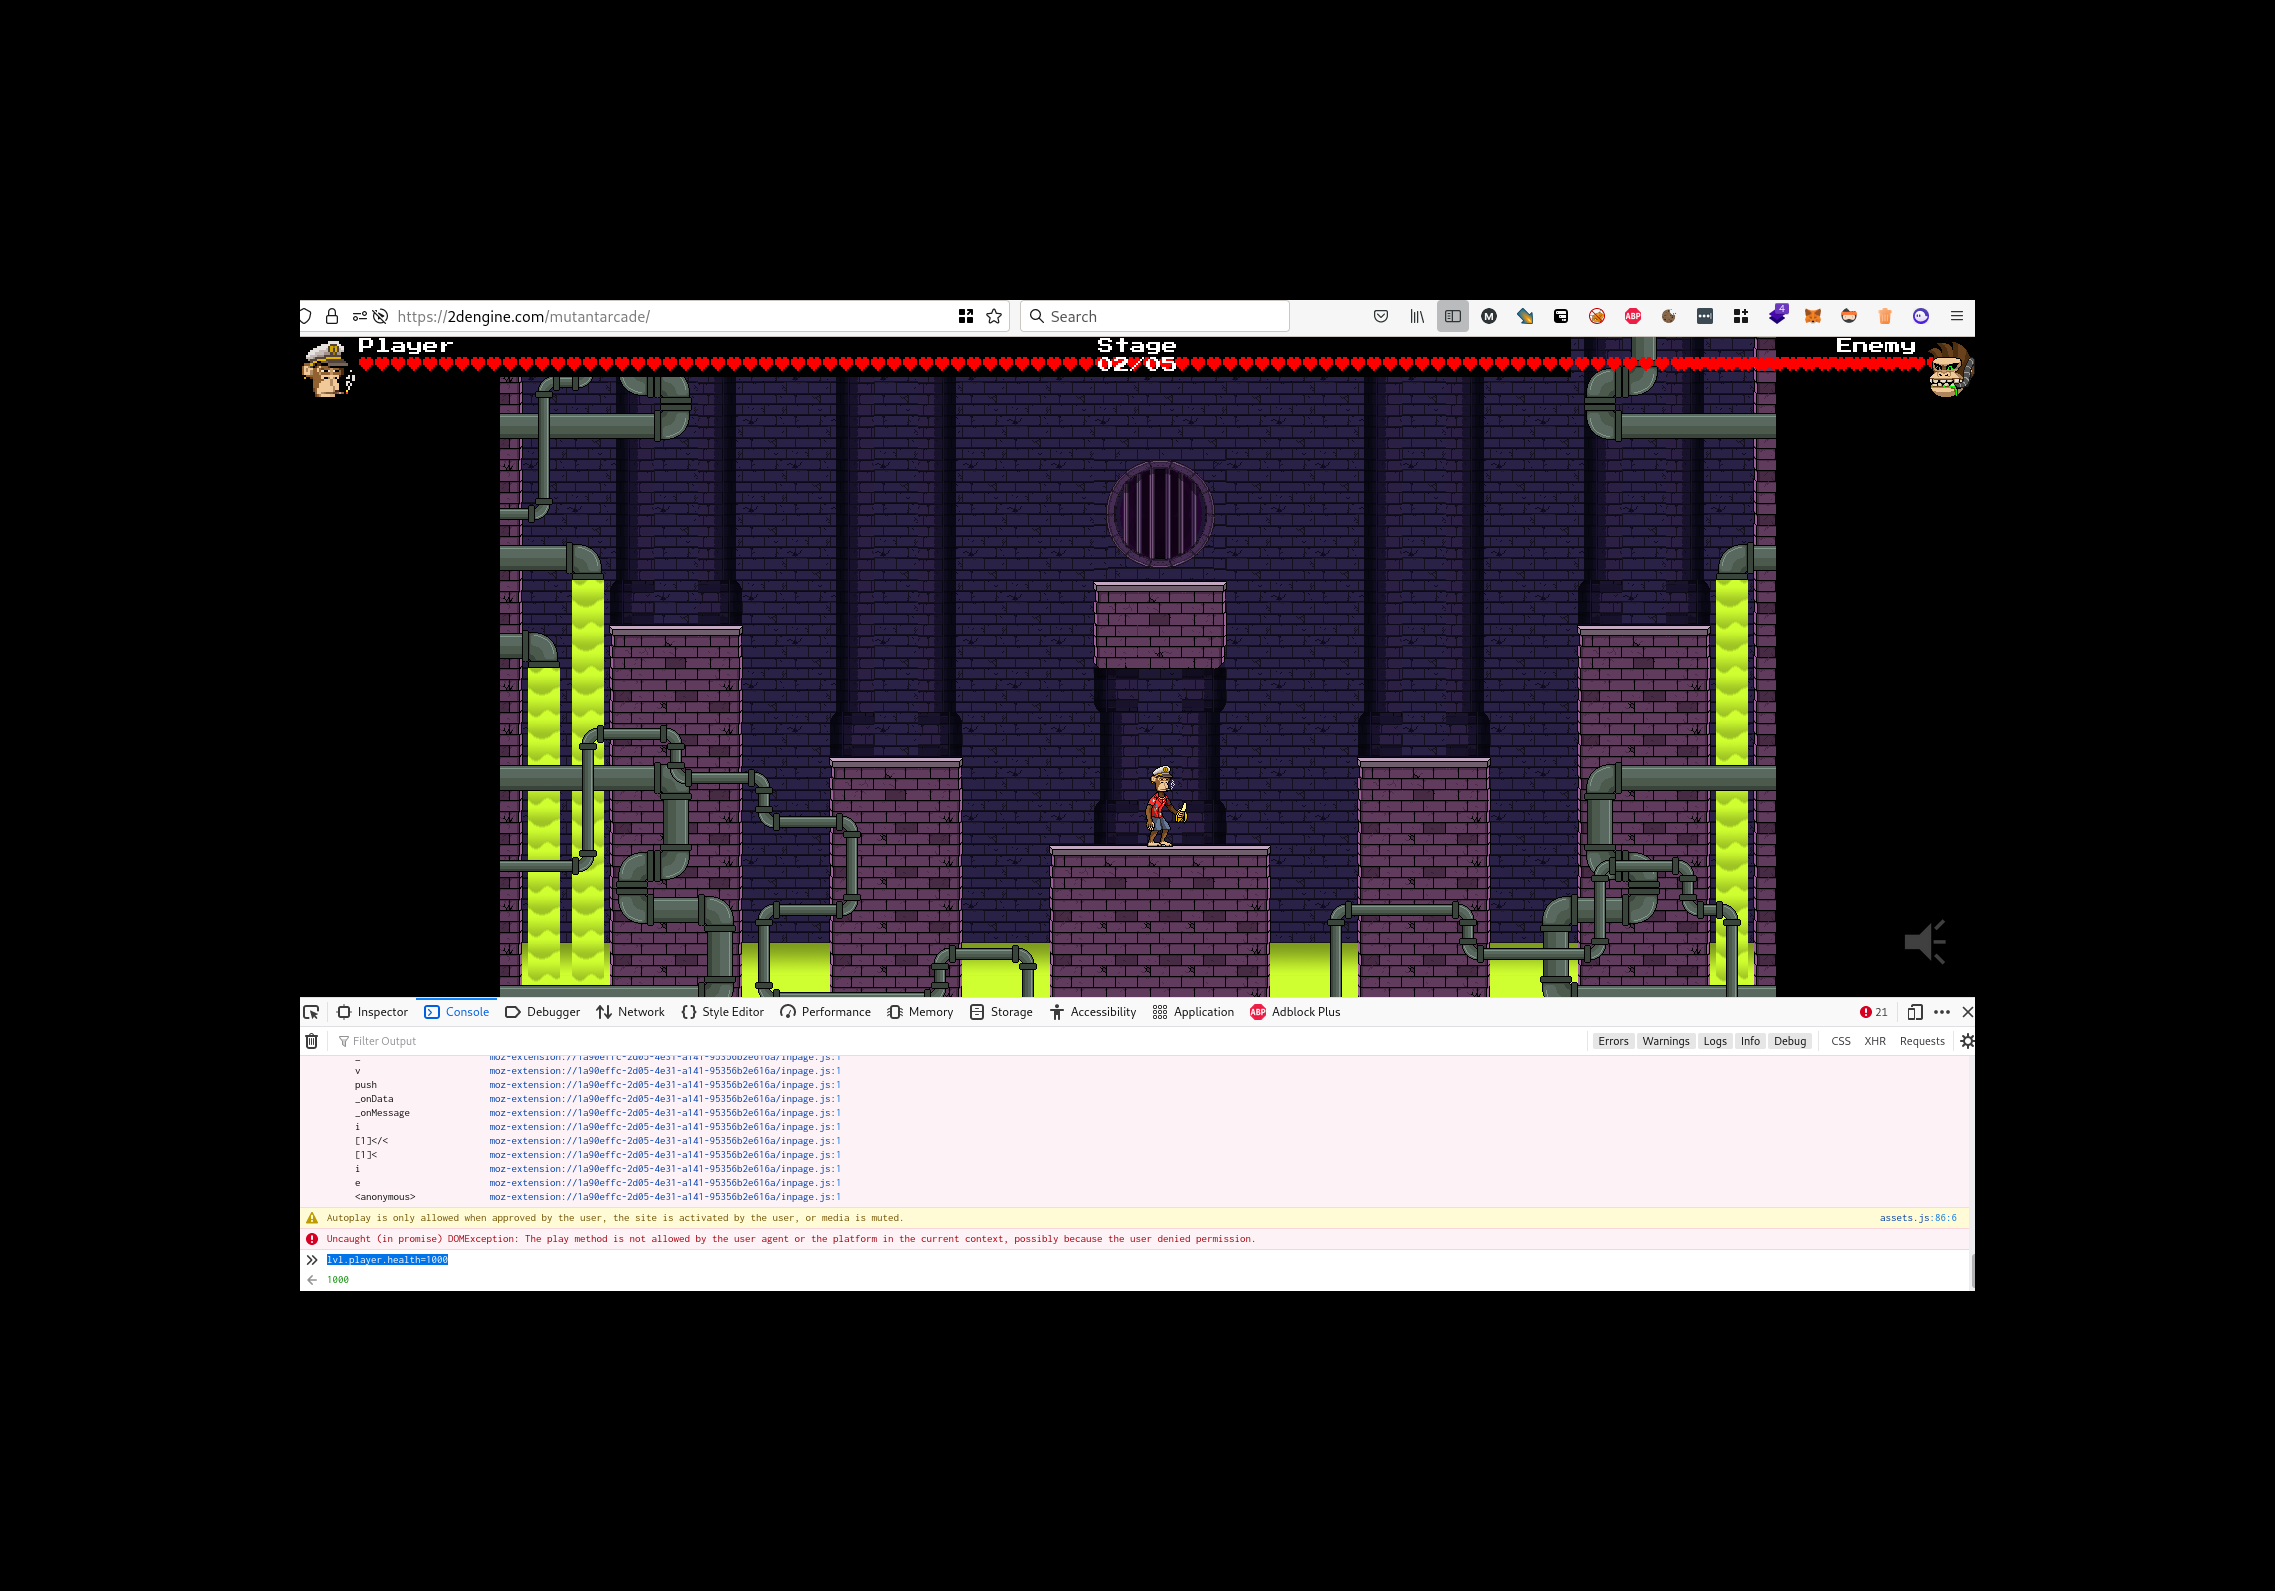 https://2dengine.com/mutantarcade/
Search
4
M
ABP
Player
Stage
Enemy
02/05
Inspector
Console
Debugger
Network
Style Editor
Performance
Memory
Storage
Accessibility
Application
ABP Adblock Plus
21
Filter Output
Errors
Warnings
Logs
Info
Debug
CSS
XHR
Requests
_ moz-extension://1a90effc-2d05-4e31-a141-95356b2e616a/inpage.js:1
v moz-extension://1a90effc-2d05-4e31-a141-95356b2e616a/inpage.js:1
push moz-extension://1a90effc-2d05-4e31-a141-95356b2e616a/inpage.js:1
_onData moz-extension://1a90effc-2d05-4e31-a141-95356b2e616a/inpage.js:1
_onMessage moz-extension://1a90effc-2d05-4e31-a141-95356b2e616a/inpage.js:1
i moz-extension://1a90effc-2d05-4e31-a141-95356b2e616a/inpage.js:1
[1]</< moz-extension://1a90effc-2d05-4e31-a141-95356b2e616a/inpage.js:1
[1]< moz-extension://1a90effc-2d05-4e31-a141-95356b2e616a/inpage.js:1
i moz-extension://1a90effc-2d05-4e31-a141-95356b2e616a/inpage.js:1
e moz-extension://1a90effc-2d05-4e31-a141-95356b2e616a/inpage.js:1
<anonymous> moz-extension://1a90effc-2d05-4e31-a141-95356b2e616a/inpage.js:1
Autoplay is only allowed when approved by the user, the site is activated by the user, or media is muted. assets.js:86:6
Uncaught (in promise) DOMException: The play method is not allowed by the user agent or the platform in the current context, possibly because the user denied permission.
lvl.player.health=1000
1000